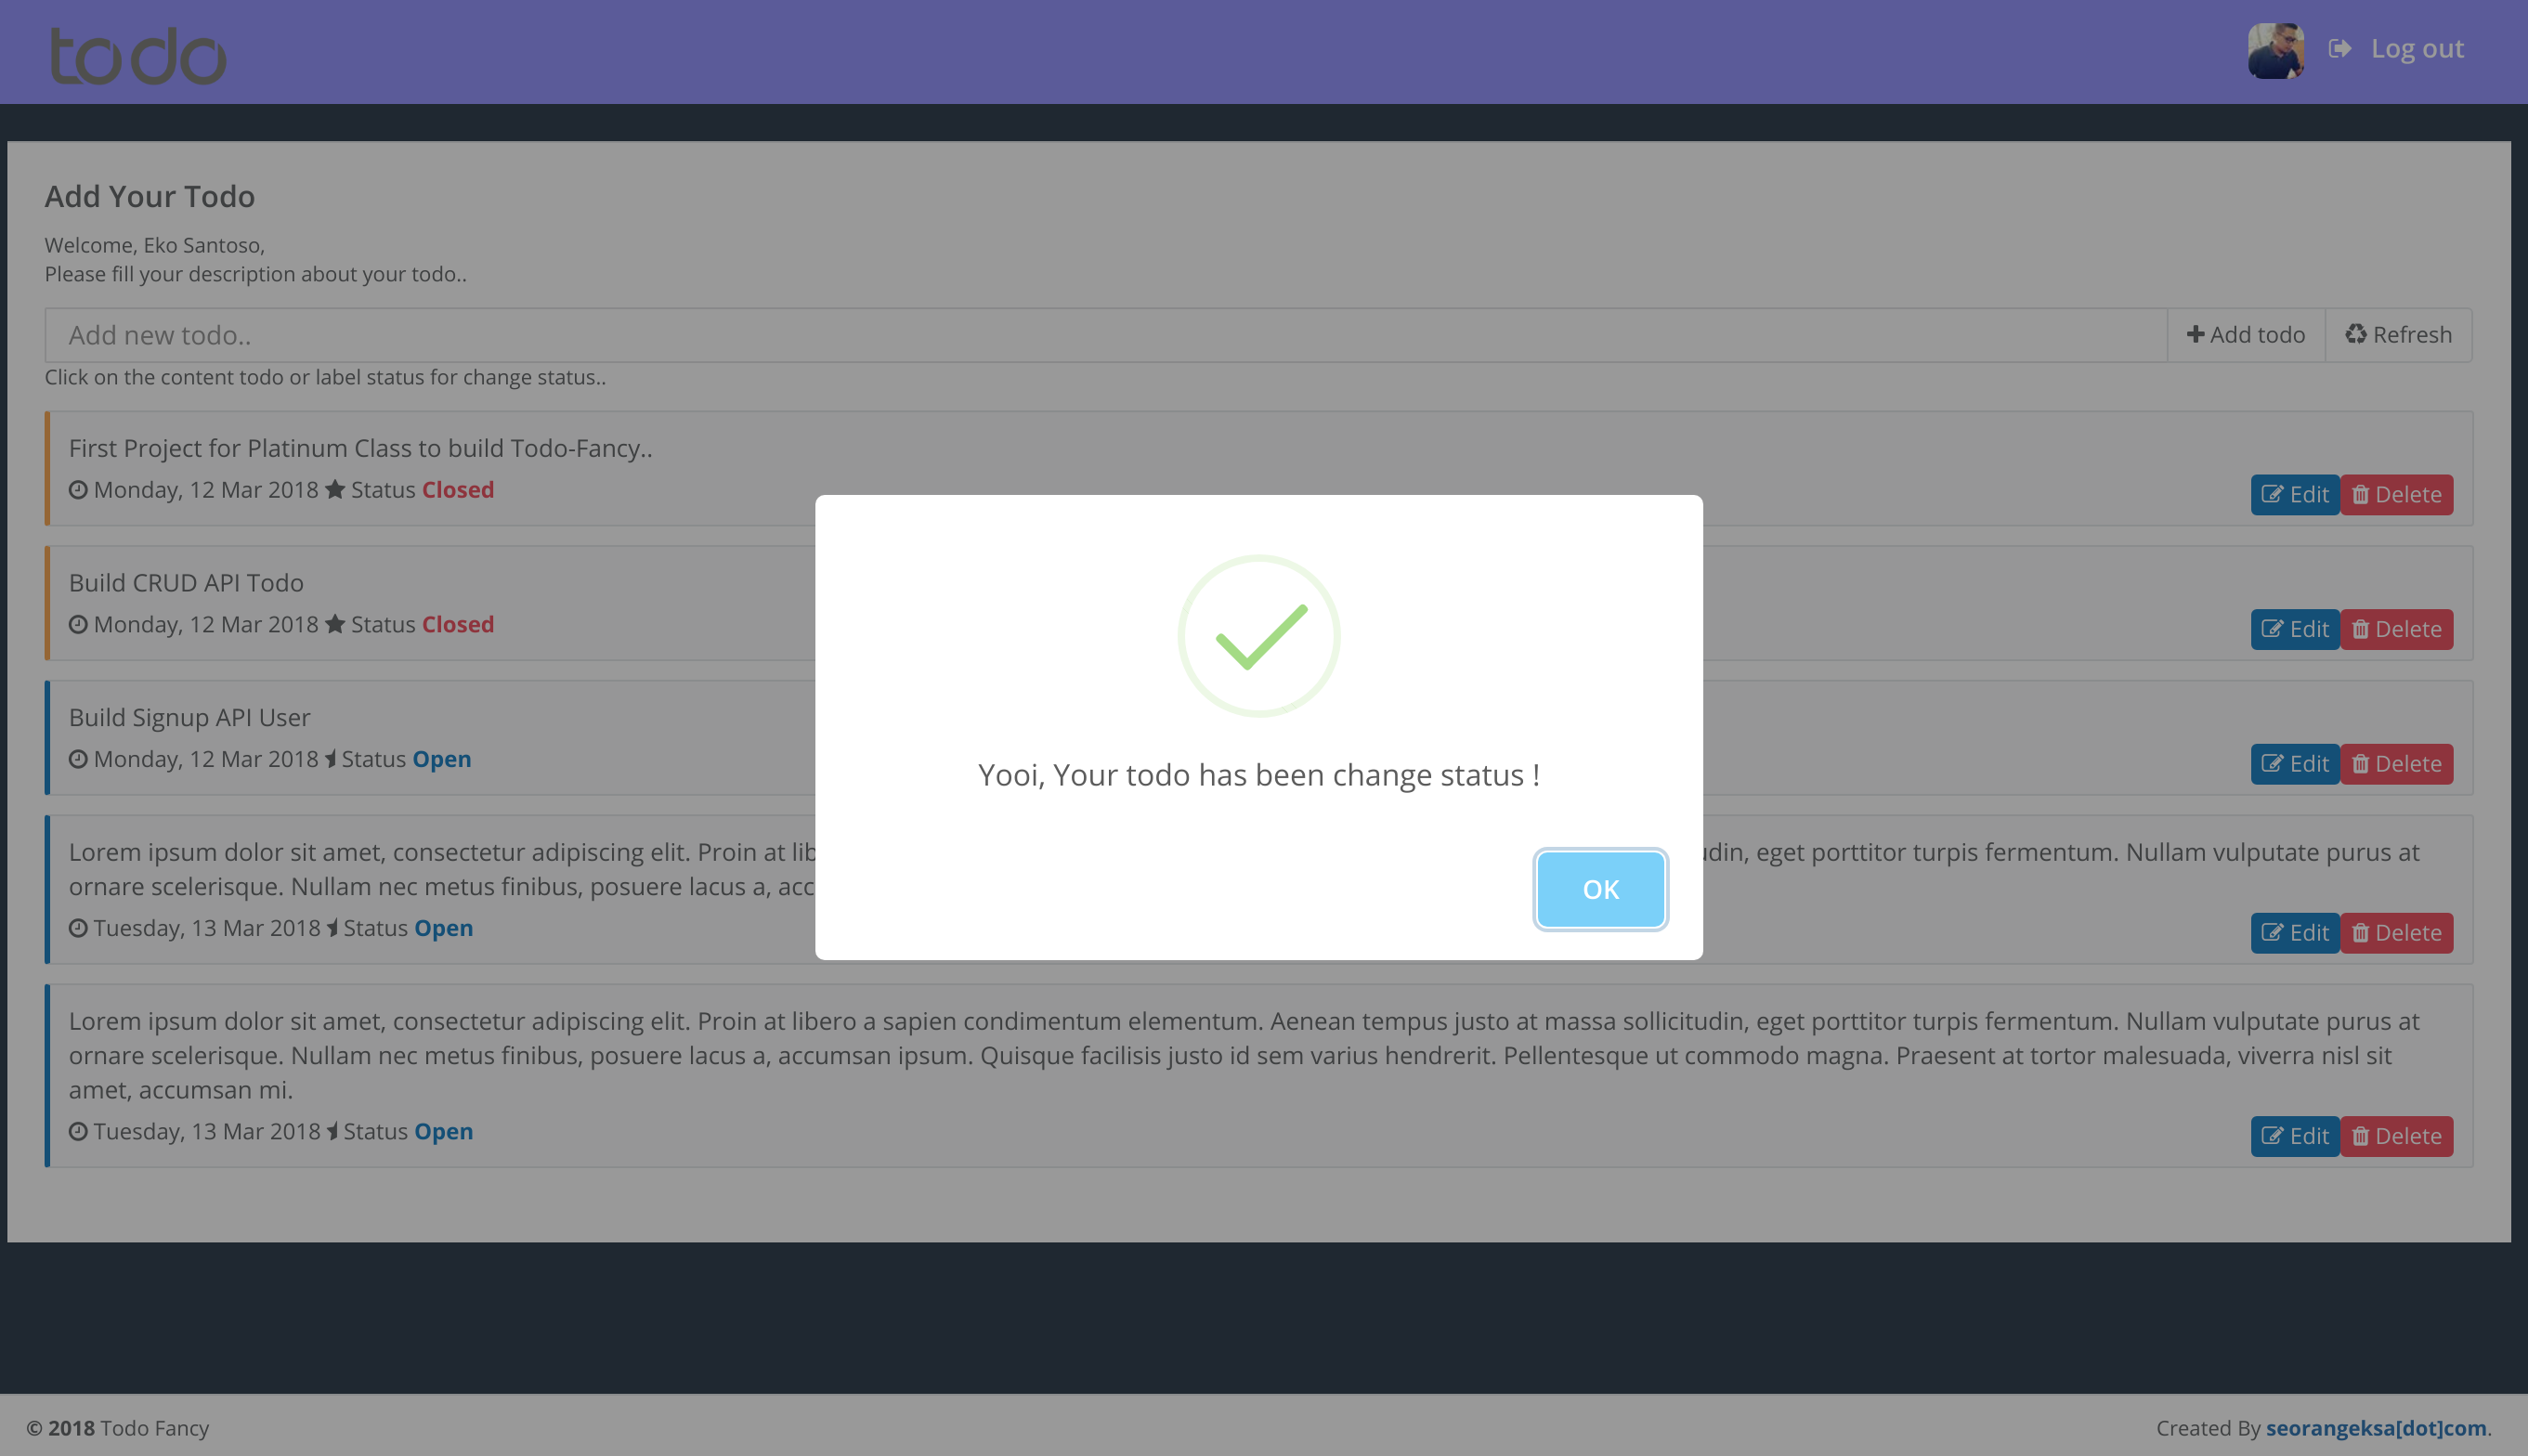 todo
Log out
Add Your Todo
Welcome, Eko Santoso,
Please fill your description about your todo..
Add new todo..
Add todo
Refresh
Click on the content todo or label status for change status..
First Project for Platinum Class to build Todo-Fancy..
Monday, 12 Mar 2018 Status Closed
Edit Delete
Build CRUD API Todo
Monday, 12 Mar 2018 Status Closed
Edit Delete
Build Signup API User
Monday, 12 Mar 2018 Status Open
Edit Delete
Yooi, Your todo has been change status !
OK
Lorem ipsum dolor sit amet, consectetur adipiscing elit. Proin at eget porttitor turpis fermentum. Nullam vulputate purus at
ornare scelerisque. Nullam nec metus finibus, posuere lacus a,
Tuesday, 13 Mar 2018 Status Open
Edit Delete
Lorem ipsum dolor sit amet, consectetur adipiscing elit. Proin at libero a sapien condimentum elementum. Aenean tempus justo at massa sollicitudin, eget porttitor turpis fermentum. Nullam vulputate purus at
ornare scelerisque. Nullam nec metus finibus, posuere lacus a, accumsan ipsum. Quisque facilisis justo id sem varius hendrerit. Pellentesque ut commodo magna. Praesent at tortor malesuada, viverra nisl sit
amet, accumsan mi.
Tuesday, 13 Mar 2018 Status Open
Edit Delete
© 2018 Todo Fancy
Created By seorangeksa[dot]com.